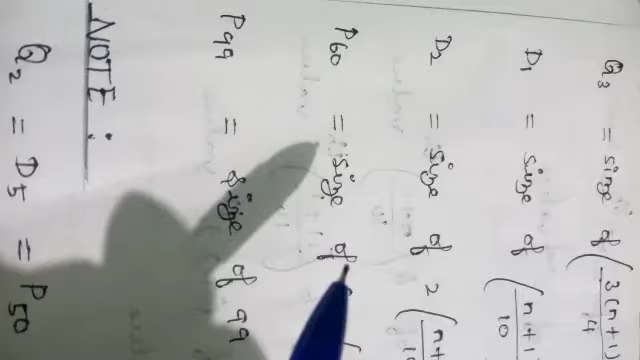 Q3 = size of (3(n+1)/4
D1 = size of (n+1/10
D2 = size of 2(n+
P60 = size of
P99 = size of 99
NOTE:
Q2 = D5 = P50